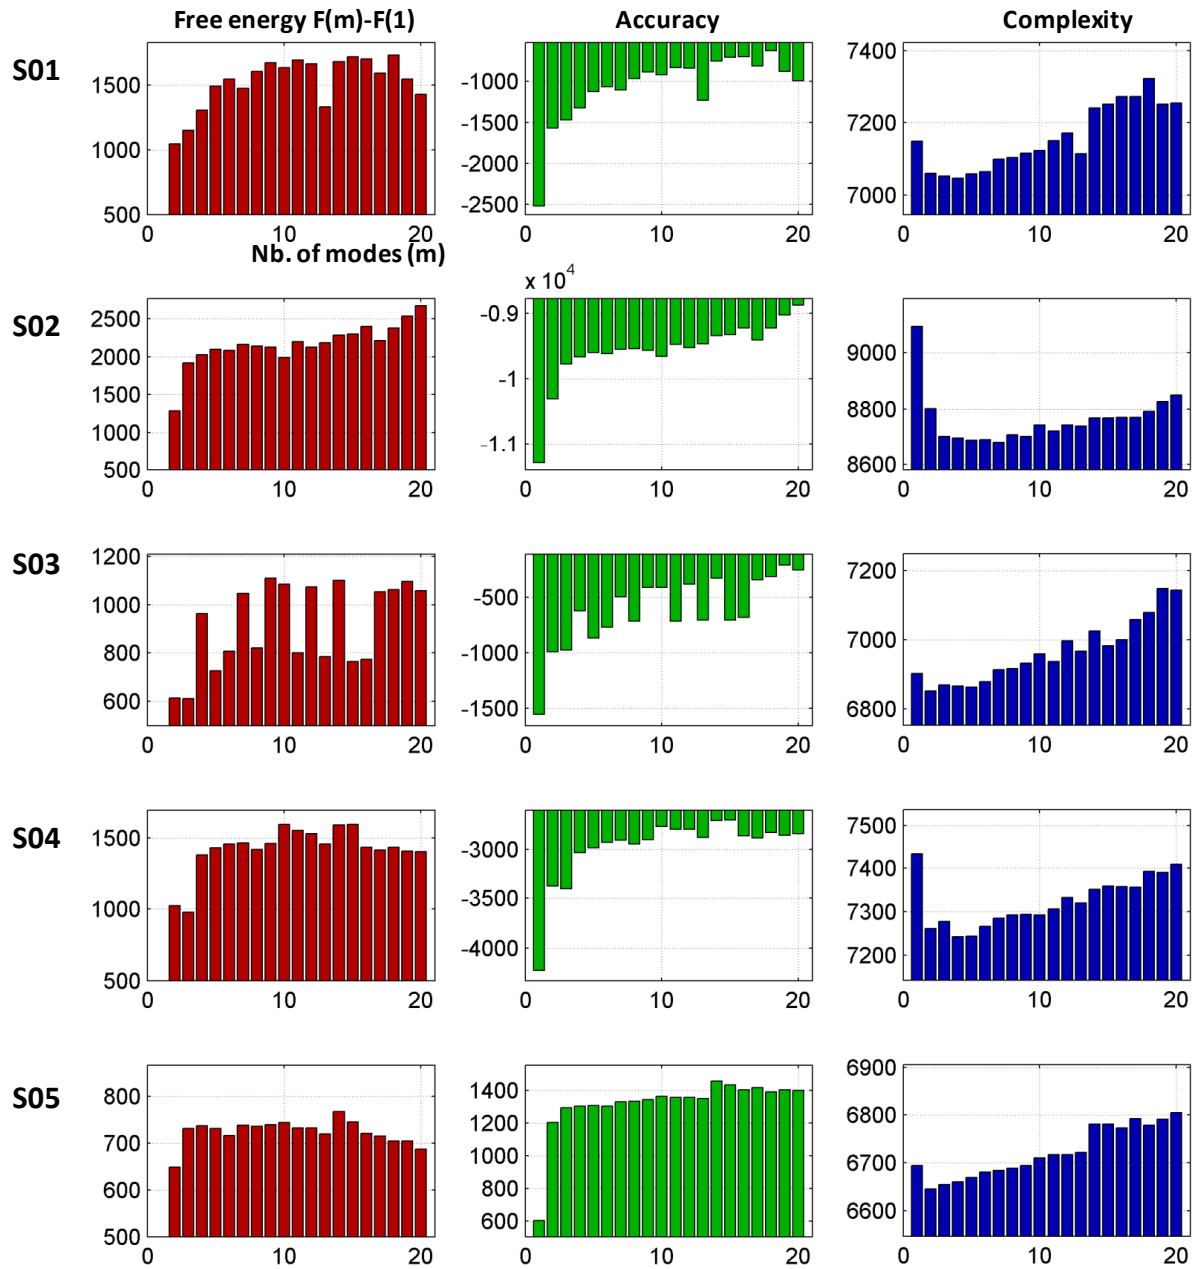 Free energy F(m)-F(1) Accuracy Complexity
S01
1500
1000
500
0 10 20
Nb. of modes (m)
-1000
-1500
-2000
-2500
0 10 20
7400
7200
7000
0 10 20
S02
2500
2000
1500
1000
500
0 10 20
x 10⁴
-0.9
-1
-1.1
0 10 20
9000
8800
8600
0 10 20
S03
1200
1000
800
600
0 10 20
-500
-1000
-1500
0 10 20
7200
7000
6800
0 10 20
S04
1500
1000
500
0 10 20
-3000
-3500
-4000
0 10 20
7500
7400
7300
7200
0 10 20
S05
800
700
600
500
0 10 20
1400
1200
1000
800
600
0 10 20
6900
6800
6700
6600
0 10 20